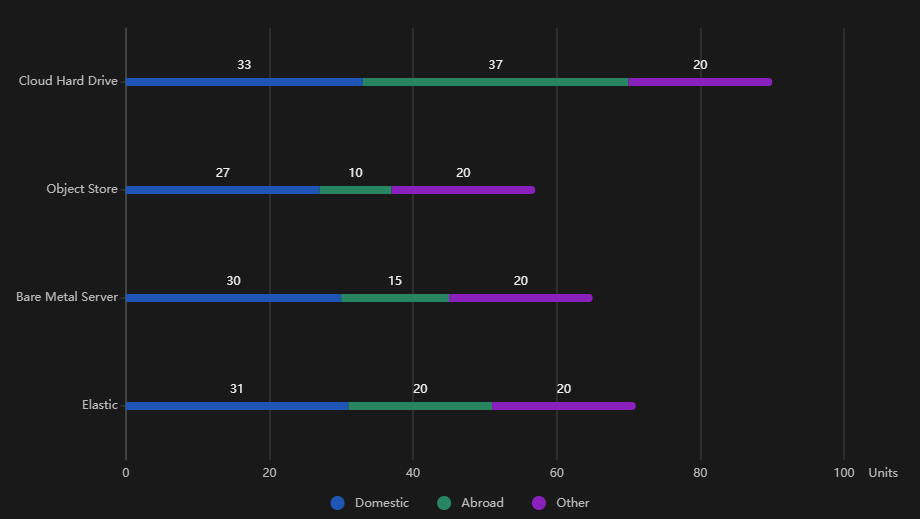 33 37 20
Cloud Hard Drive
27 10 20
Object Store
30 15 20
Bare Metal Server
31 20 20
Elastic
0 20 40 60 80 100 Units
Domestic Abroad Other